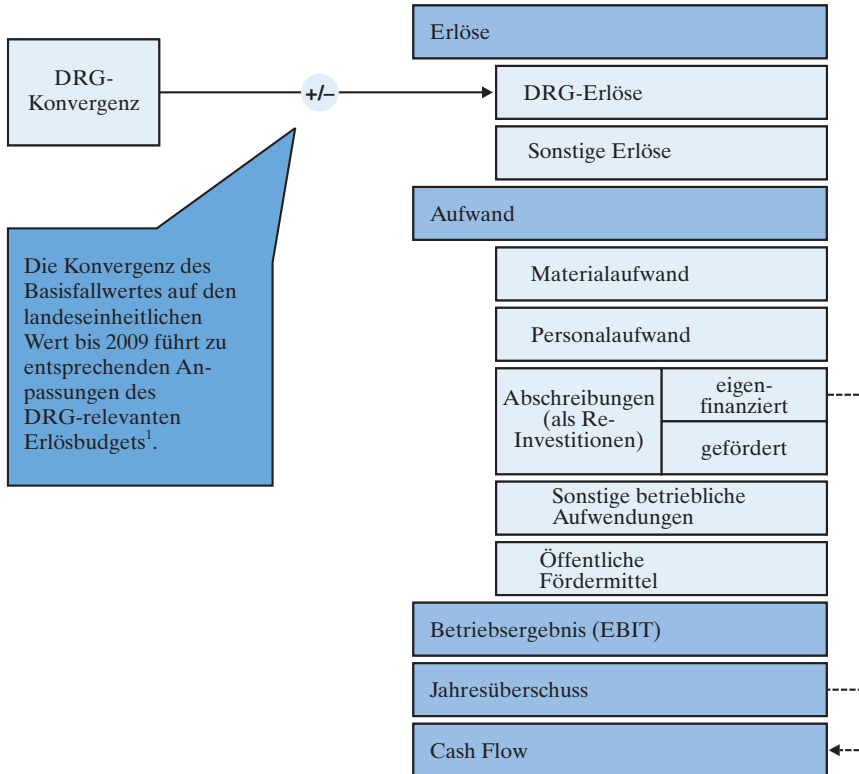 Erlöse
DRG-
Konvergenz
+/–
DRG-Erlöse
Sonstige Erlöse
Aufwand
Die Konvergenz des
Basisfallwertes auf den
landeseinheitlichen
Wert bis 2009 führt zu
entsprechenden An-
passungen des
DRG-relevanten
Erlösbudgets¹.
Materialaufwand
Personalaufwand
Abschreibungen
(als Re-
Investitionen)
eigen-
finanziert
gefördert
Sonstige betriebliche
Aufwendungen
Öffentliche
Fördermittel
Betriebsergebnis (EBIT)
Jahresüberschuss
Cash Flow